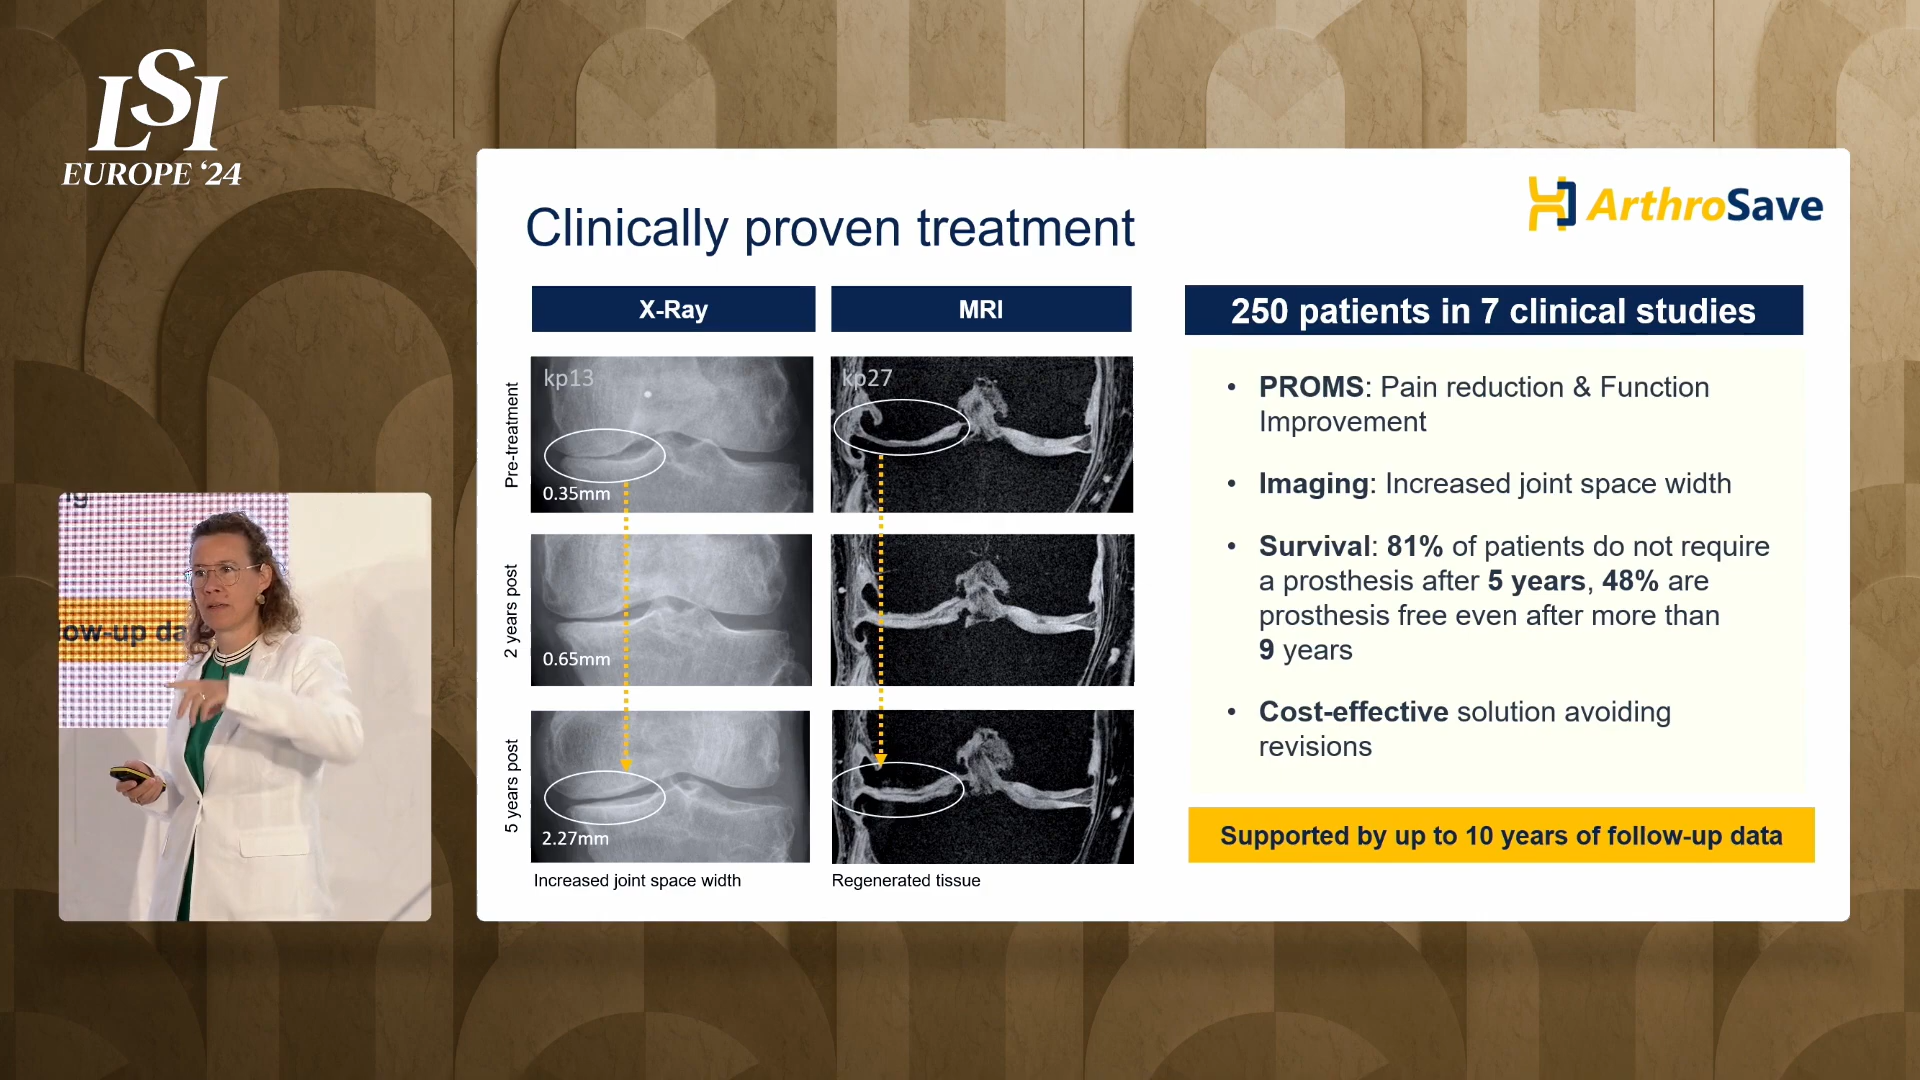 LSI
EUROPE ‘24
Clinically proven treatment
ArthroSave
X-Ray
MRI
250 patients in 7 clinical studies
Pre-treatment
kp13
0.35mm
kp27
2 years post
0.65mm
5 years post
2.27mm
Increased joint space width
Regenerated tissue
• PROMS: Pain reduction & Function
Improvement
• Imaging: Increased joint space width
• Survival: 81% of patients do not require
a prosthesis after 5 years, 48% are
prosthesis free even after more than
9 years
• Cost-effective solution avoiding
revisions
Supported by up to 10 years of follow-up data
ow-up da